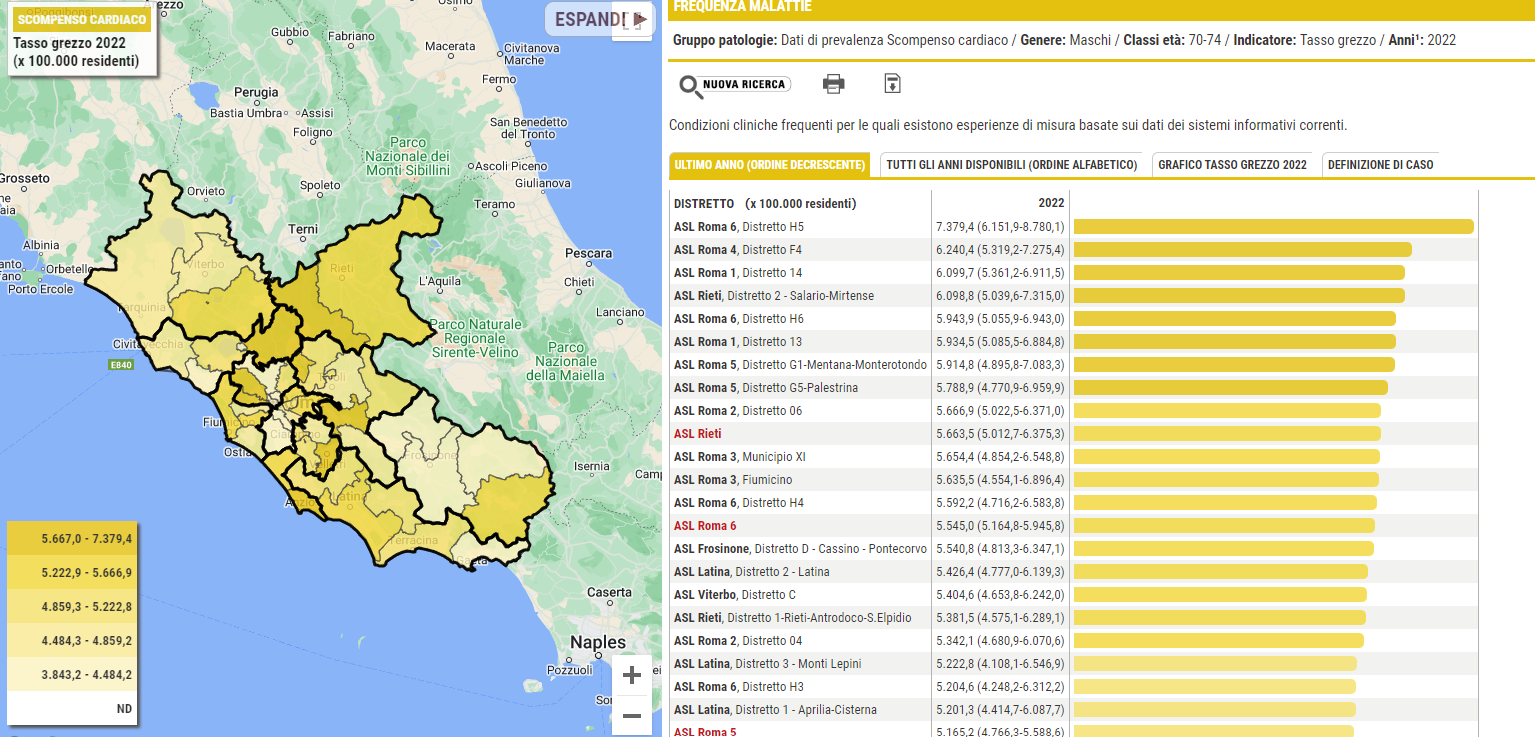 SCOMPENSO CARDIACO
Tasso grezzo 2022
(x 100.000 residenti)
ESPANDI
Gubbio
Fabriano
Macerata
Civitanova
Marche
Fermo
Perugia
Bastia Umbra
Assisi
Foligno
San Benedetto
del Tronto
Parco
Nazionale dei
Monti Sibillini
Ascoli Piceno
Giulianova
Grosseto
Orvieto
Spoleto
Teramo
Albinia
Terni
Orbetello
Porto Ercole
Viterbo
Rieti
L'Aquila
Pescara
Chieti
Lanciano
Tarquinia
Civitavecchia
E840
Parco Naturale
Regionale
Sirente-Velino
Parco
Nazionale
della Maiella
Tivoli
Fiumicino
Ciampino
Ostia
Velletri
Frosinone
Isernia
Anzio
Latina
Terracina
Gaeta
Caserta
Naples
Pozzuoli
5.667,0 - 7.379,4
5.222,9 - 5.666,9
4.859,3 - 5.222,8
4.484,3 - 4.859,2
3.843,2 - 4.484,2
ND
+
−
FREQUENZA MALATTIE
Gruppo patologie: Dati di prevalenza Scompenso cardiaco / Genere: Maschi / Classi età: 70-74 / Indicatore: Tasso grezzo / Anni¹: 2022
NUOVA RICERCA
Condizioni cliniche frequenti per le quali esistono esperienze di misura basate sui dati dei sistemi informativi correnti.
ULTIMO ANNO (ORDINE DECRESCENTE) TUTTI GLI ANNI DISPONIBILI (ORDINE ALFABETICO) GRAFICO TASSO GREZZO 2022 DEFINIZIONE DI CASO
DISTRETTO (x 100.000 residenti) 2022
ASL Roma 6, Distretto H5 7.379,4 (6.151,9-8.780,1)
ASL Roma 4, Distretto F4 6.240,4 (5.319,2-7.275,4)
ASL Roma 1, Distretto 14 6.099,7 (5.361,2-6.911,5)
ASL Rieti, Distretto 2 - Salario-Mirtense 6.098,8 (5.039,6-7.315,0)
ASL Roma 6, Distretto H6 5.943,9 (5.055,9-6.943,0)
ASL Roma 1, Distretto 13 5.934,5 (5.085,5-6.884,8)
ASL Roma 5, Distretto G1-Mentana-Monterotondo 5.914,8 (4.895,8-7.083,3)
ASL Roma 5, Distretto G5-Palestrina 5.788,9 (4.770,9-6.959,9)
ASL Roma 2, Distretto 06 5.666,9 (5.022,5-6.371,0)
ASL Rieti 5.663,5 (5.012,7-6.375,3)
ASL Roma 3, Municipio XI 5.654,4 (4.854,2-6.548,8)
ASL Roma 3, Fiumicino 5.635,5 (4.554,1-6.896,4)
ASL Roma 6, Distretto H4 5.592,2 (4.716,2-6.583,8)
ASL Roma 6 5.545,0 (5.164,8-5.945,8)
ASL Frosinone, Distretto D - Cassino - Pontecorvo 5.540,8 (4.813,3-6.347,1)
ASL Latina, Distretto 2 - Latina 5.426,4 (4.777,0-6.139,3)
ASL Viterbo, Distretto C 5.404,6 (4.653,8-6.242,0)
ASL Rieti, Distretto 1-Rieti-Antrodoco-S.Elpidio 5.381,5 (4.575,1-6.289,1)
ASL Roma 2, Distretto 04 5.342,1 (4.680,9-6.070,6)
ASL Latina, Distretto 3 - Monti Lepini 5.222,8 (4.108,1-6.546,9)
ASL Roma 6, Distretto H3 5.204,6 (4.248,2-6.312,2)
ASL Latina, Distretto 1 - Aprilia-Cisterna 5.201,3 (4.414,7-6.087,7)
ASL Roma 5 5.165,2 (4.766,3-5.588,6)